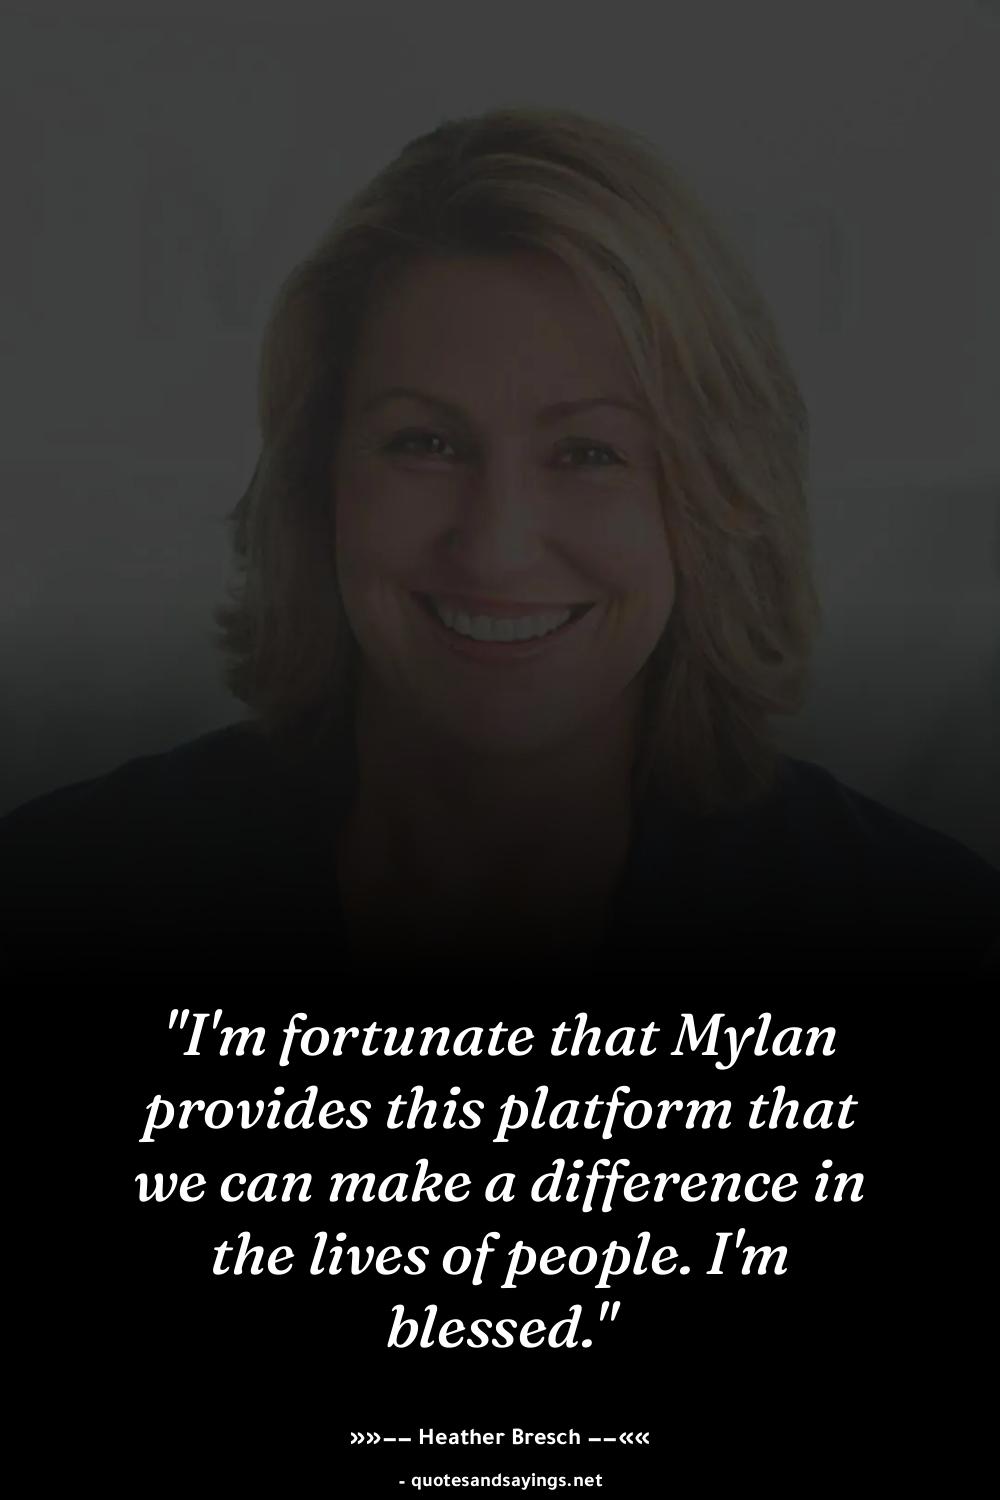 "I'm fortunate that Mylan
provides this platform that
we can make a difference in
the lives of people. I'm
blessed."
»»–– Heather Bresch ––««
- quotesandsayings.net